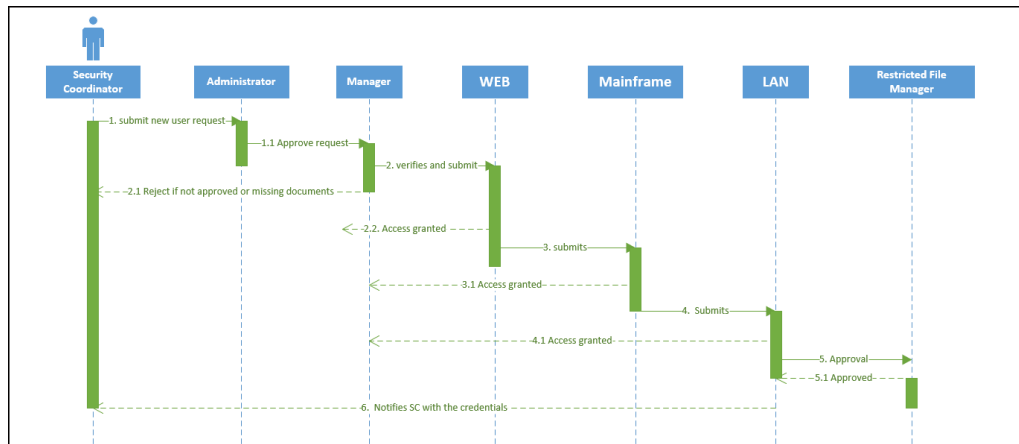 Security
Coordinator
Administrator
Manager
WEB
Mainframe
LAN
Restricted File
Manager
1. submit new user request
1.1 Approve request
2. verifies and submit
2.1 Reject if not approved or missing documents
2.2. Access granted
3. submits
3.1 Access granted
4. Submits
4.1 Access granted
5. Approval
5.1 Approved
6. Notifies SC with the credentials